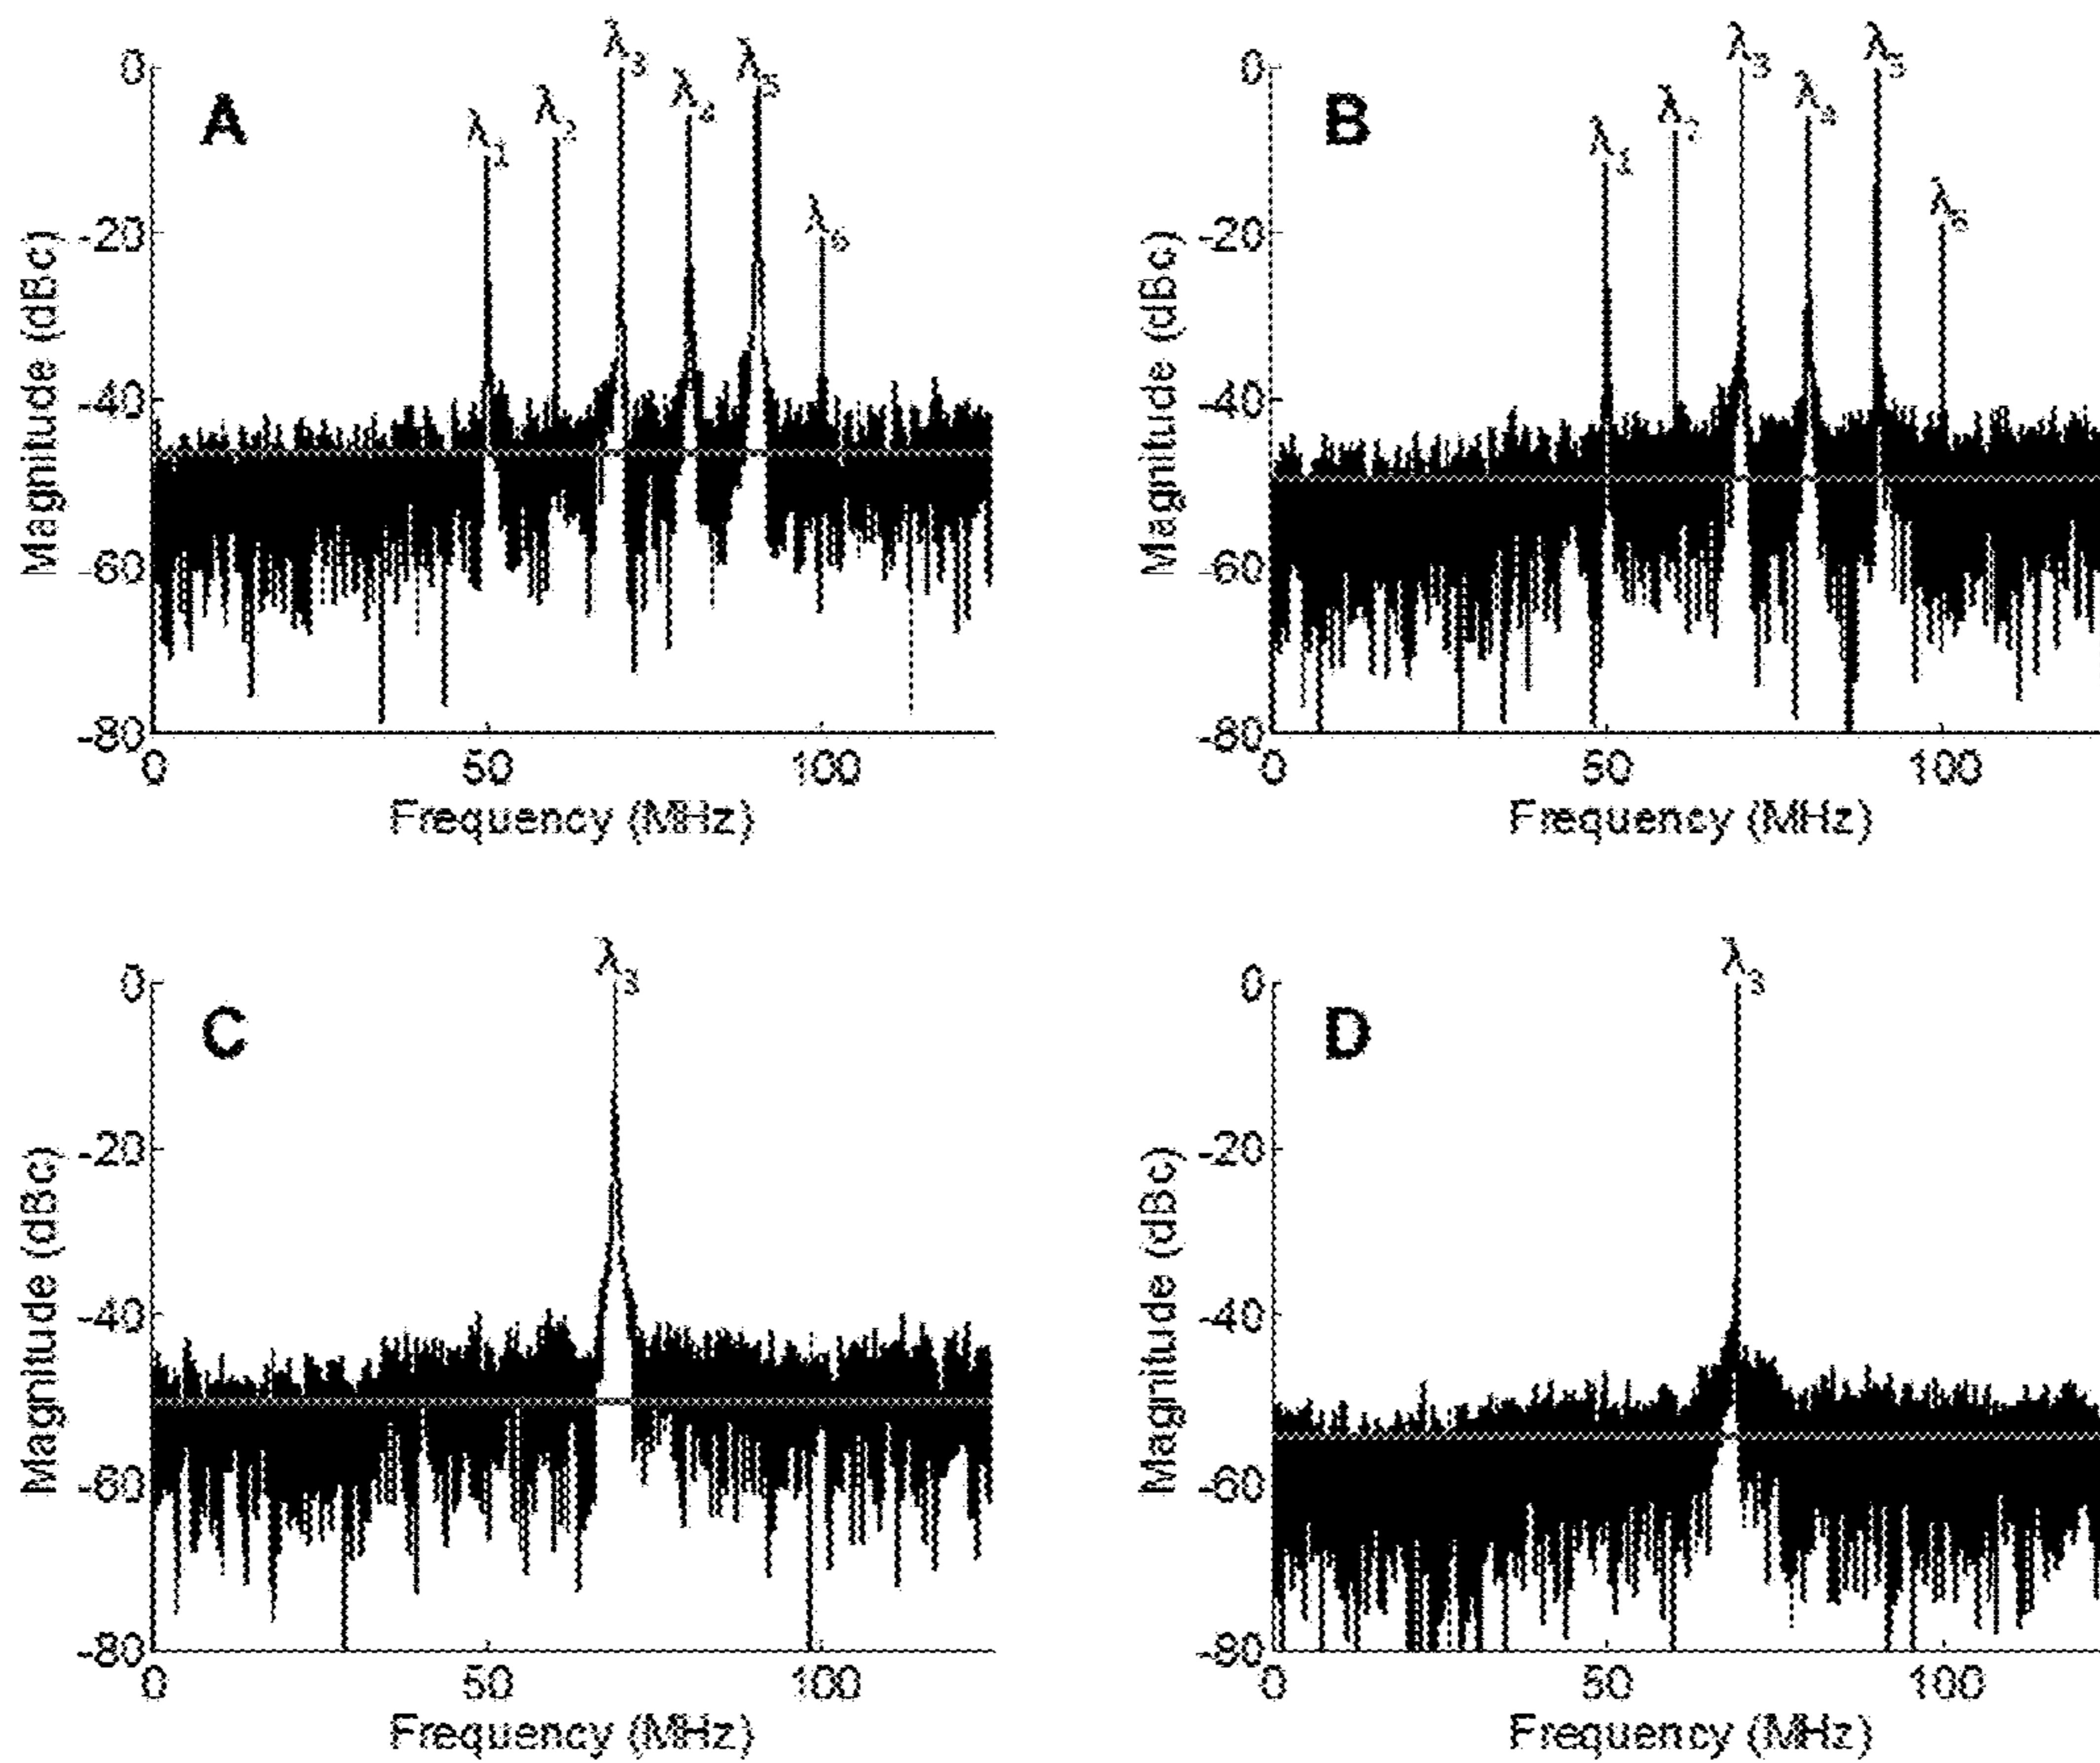 A
λ1 λ2 λ3 λ4 λ5 λ6
Magnitude (dBc)
0
-20
-40
-60
-80
0 50 100
Frequency (MHz)
B
λ1 λ2 λ3 λ4 λ5 λ6
Magnitude (dBc)
0
-20
-40
-60
-80
0 50 100
Frequency (MHz)
C
λ3
Magnitude (dBc)
0
-20
-40
-60
-80
0 50 100
Frequency (MHz)
D
λ3
Magnitude (dBc)
0
-20
-40
-60
-80
0 50 100
Frequency (MHz)